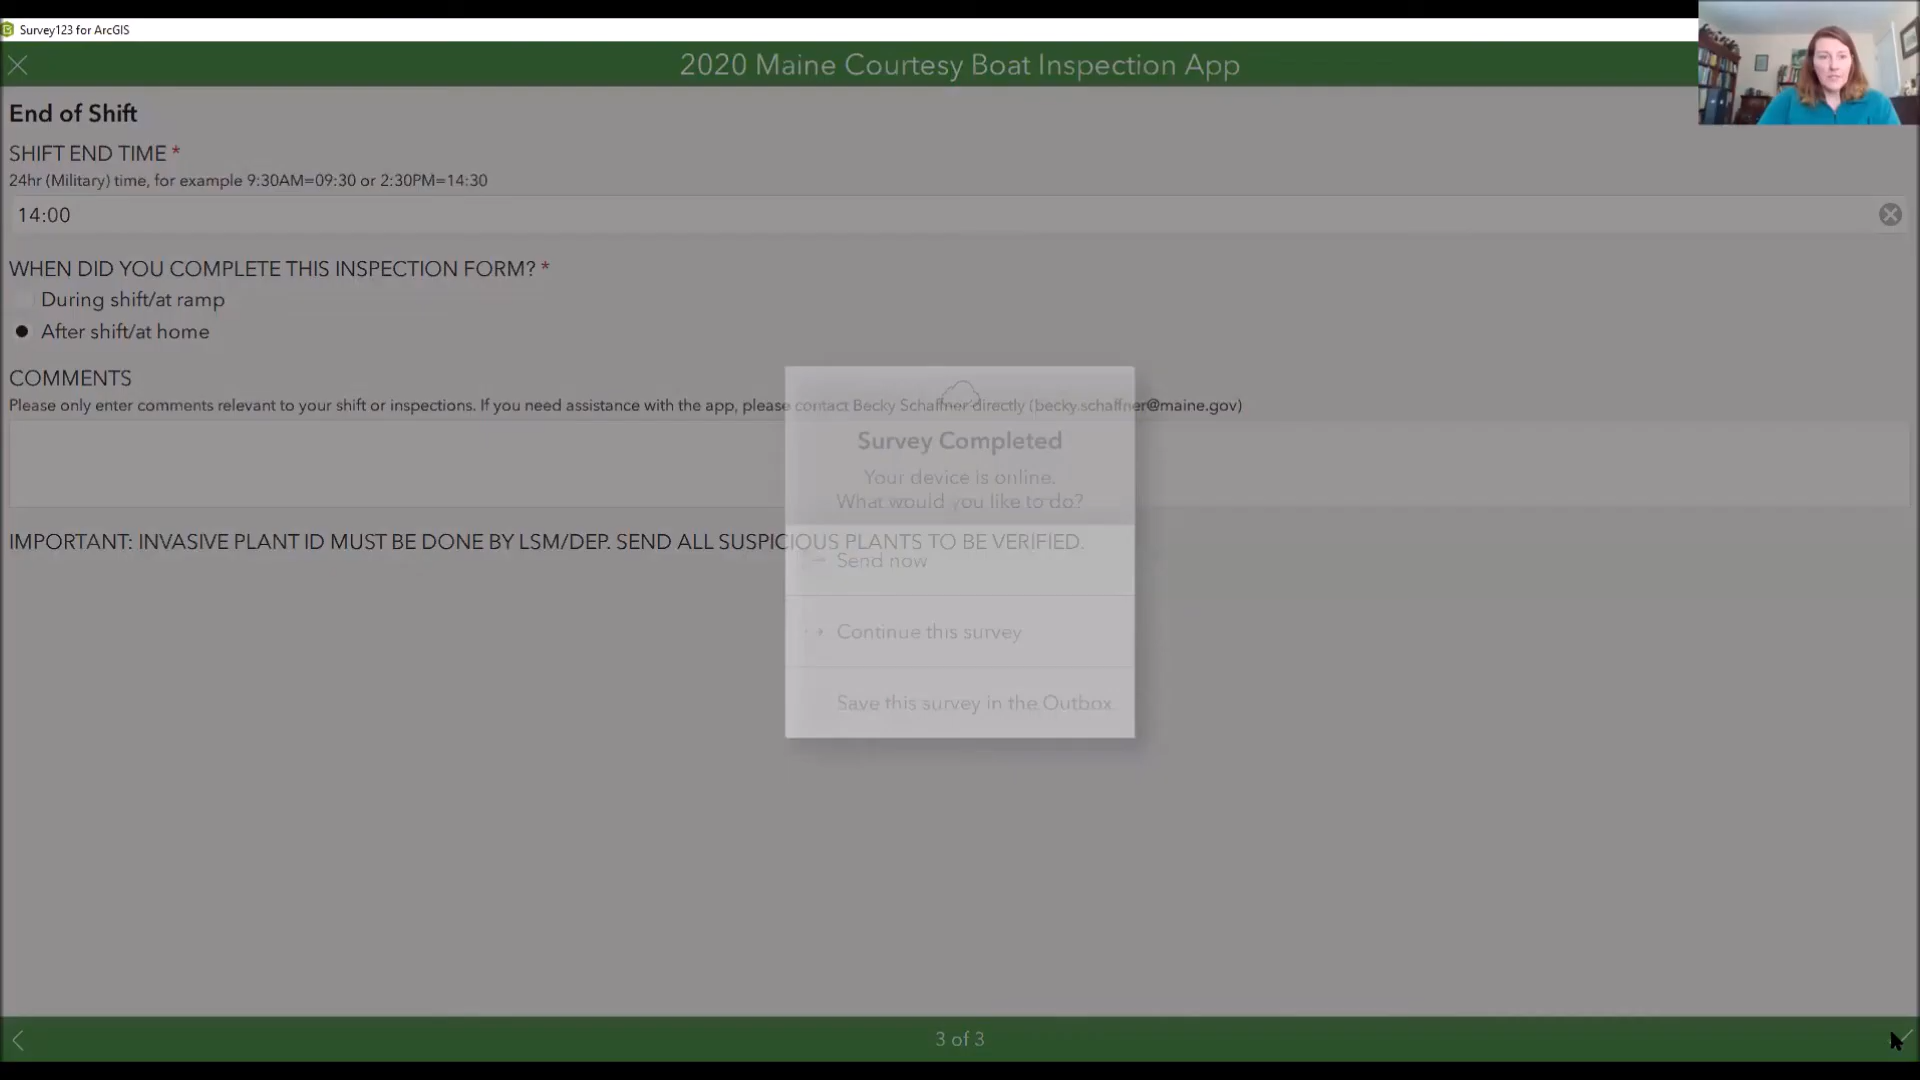 Survey123 for ArcGIS
2020 Maine Courtesy Boat Inspection App
End of Shift
SHIFT END TIME *
24hr (Military) time, for example 9:30AM=09:30 or 2:30PM=14:30
14:00
WHEN DID YOU COMPLETE THIS INSPECTION FORM? *
During shift/at ramp
After shift/at home
COMMENTS
Please only enter comments relevant to your shift or inspections. If you need assistance with the app, please contact Becky Schaffner directly (becky.schaffner@maine.gov)
Survey Completed
Your device is online.
What would you like to do?
IMPORTANT: INVASIVE PLANT ID MUST BE DONE BY LSM/DEP. SEND ALL SUSPICIOUS PLANTS TO BE VERIFIED.
Send now
Continue this survey
Save this survey in the Outbox
3 of 3